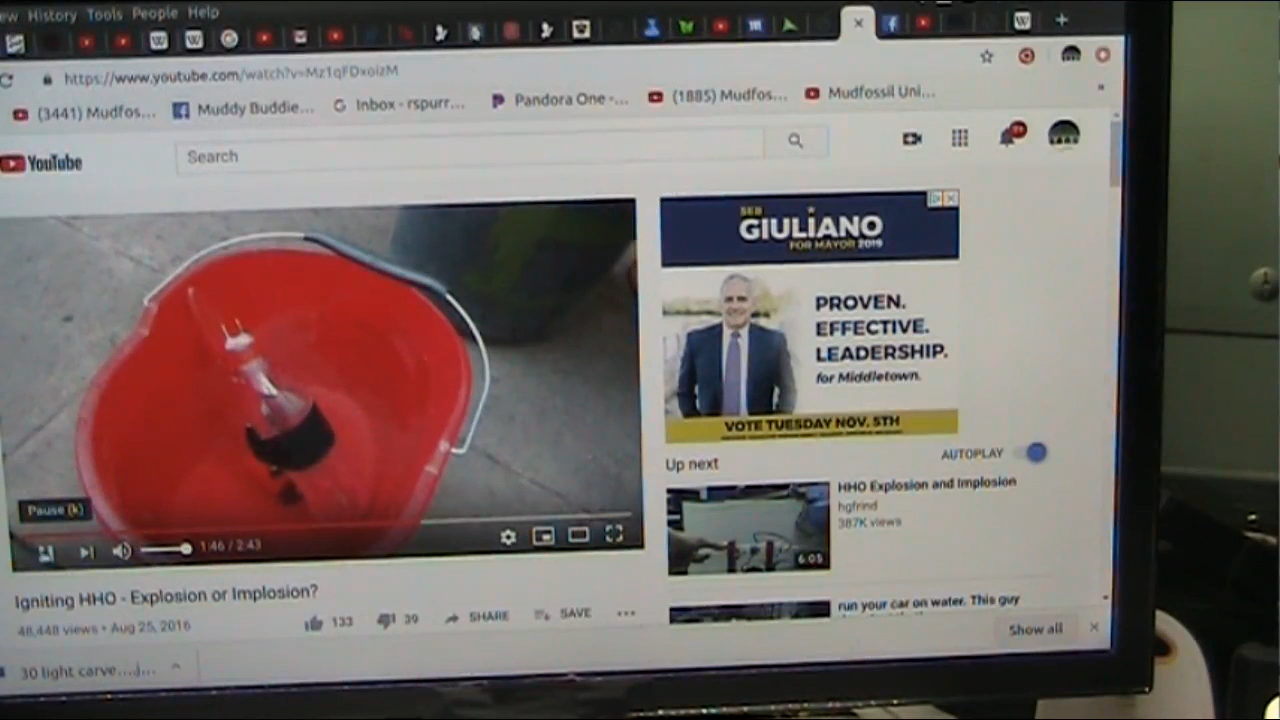 ew History Tools People Help
https://www.youtube.com/watch?v=Mz1qFDxoizM
(3441) Mudfos... Muddy Buddie... Inbox - rspurr... Pandora One -... (1885) Mudfos... Mudfossil Uni...
YouTube
Search
SEB
GIULIANO
FOR MAYOR 2019
PROVEN.
EFFECTIVE.
LEADERSHIP.
for Middletown.
VOTE TUESDAY NOV. 5TH
Pause (k)
1:46 / 2:43
AUTOPLAY
Up next
HHO Explosion and Implosion
hgfrind
387K views
6:05
Igniting HHO - Explosion or Implosion?
48,448 views • Aug 25, 2016
133 39 SHARE SAVE
run your car on water. This guy
Show all
30 light carve....j...